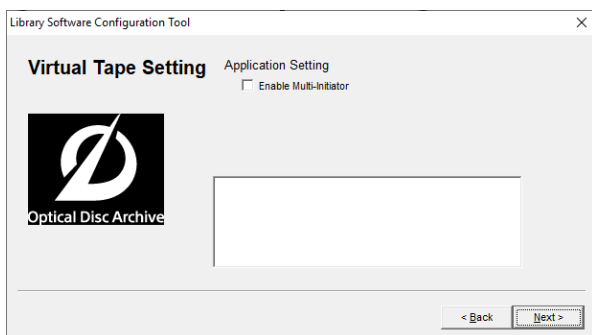 Library Software Configuration Tool
Virtual Tape Setting
Application Setting
Enable Multi-Initiator
Optical Disc Archive
< Back
Next >